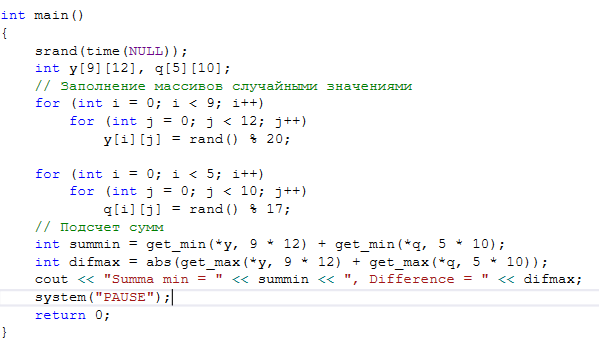 int main()
{
    srand(time(NULL));
    int y[9][12], q[5][10];
    // Заполнение массивов случайными значениями
    for (int i = 0; i < 9; i++)
        for (int j = 0; j < 12; j++)
            y[i][j] = rand() % 20;

    for (int i = 0; i < 5; i++)
        for (int j = 0; j < 10; j++)
            q[i][j] = rand() % 17;
    // Подсчет сумм
    int summin = get_min(*y, 9 * 12) + get_min(*q, 5 * 10);
    int difmax = abs(get_max(*y, 9 * 12) + get_max(*q, 5 * 10));
    cout << "Summa min = " << summin << ", Difference = " << difmax;
    system("PAUSE");
    return 0;
}